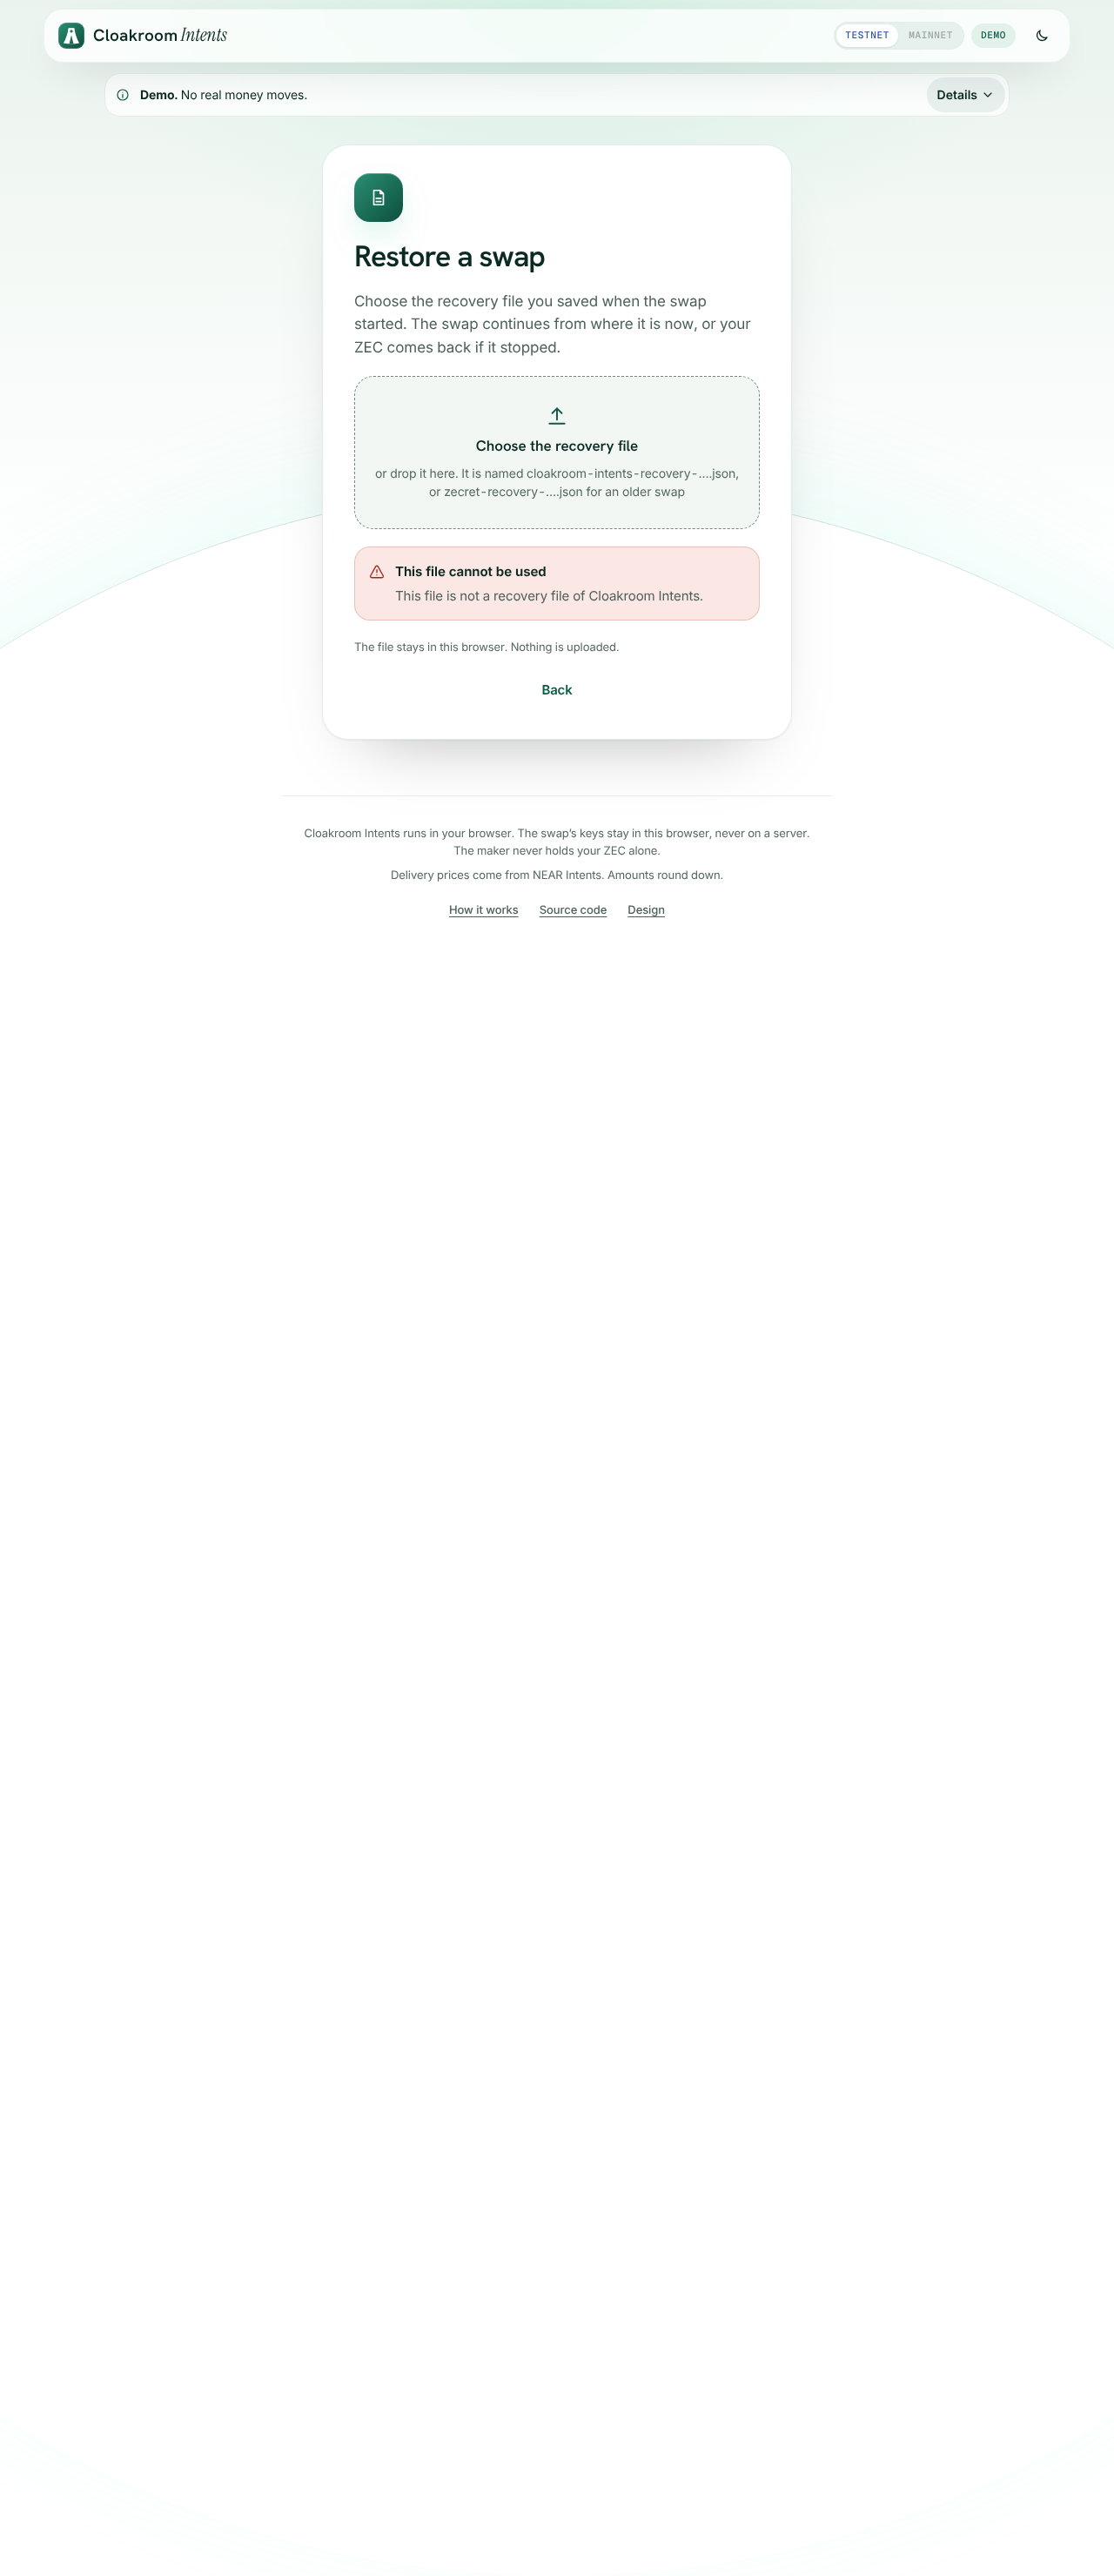 Cloakroom Intents
TESTNET MAINNET DEMO
Demo. No real money moves.
Details
Restore a swap
Choose the recovery file you saved when the swap
started. The swap continues from where it is now, or your
ZEC comes back if it stopped.
Choose the recovery file
or drop it here. It is named cloakroom-intents-recovery-….json,
or zecret-recovery-….json for an older swap
This file cannot be used
This file is not a recovery file of Cloakroom Intents.
The file stays in this browser. Nothing is uploaded.
Back
Cloakroom Intents runs in your browser. The swap’s keys stay in this browser, never on a server.
The maker never holds your ZEC alone.
Delivery prices come from NEAR Intents. Amounts round down.
How it works Source code Design